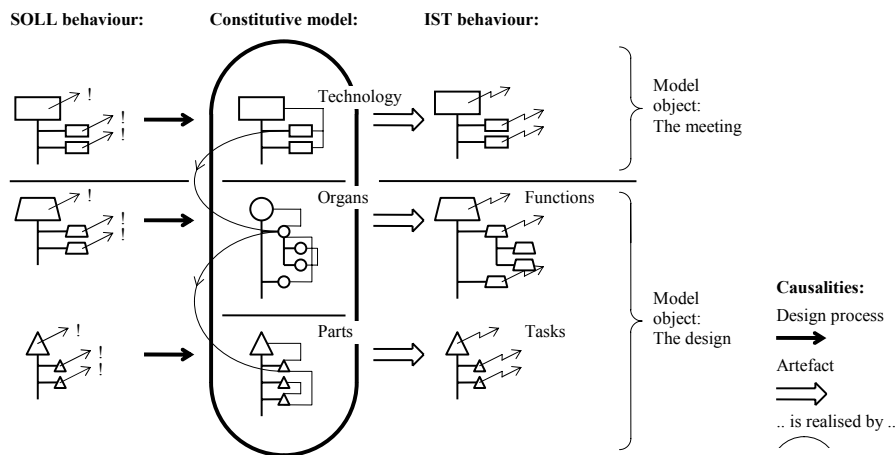 SOLL behaviour:
Constitutive model:
IST behaviour:
!
!
!
Technology
Model
object:
The meeting
!
!
!
Organs
Functions
Model
object:
The design
!
!
!
Parts
Tasks
Causalities:
Design process
Artefact
.. is realised by ..